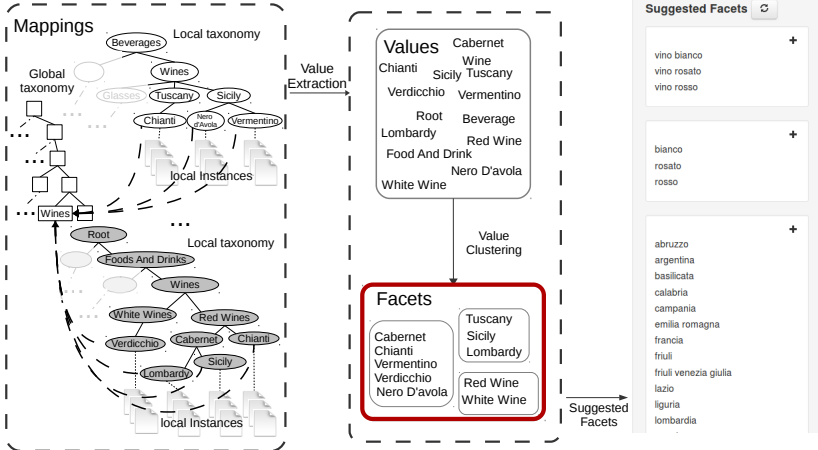 Mappings
Local taxonomy
Beverages
Global
taxonomy
Wines
Glasses
Tuscany
Sicily
Chianti
Nero
d'Avola
Vermentino
...
...
local Instances
...
Wines
...
Root
Local taxonomy
Foods And Drinks
...
Wines
White Wines
Red Wines
Verdicchio
Cabernet
Chianti
Sicily
Lombardy
local Instances
Value
Extraction
Values
Cabernet
Chianti
Wine
Sicily
Tuscany
Verdicchio
Vermentino
Root
Beverage
Lombardy
Red Wine
Food And Drink
Nero D'avola
White Wine
Value
Clustering
Facets
Cabernet
Chianti
Vermentino
Verdicchio
Nero D'avola
Tuscany
Sicily
Lombardy
Red Wine
White Wine
Suggested
Facets
Suggested Facets
+
vino bianco
vino rosato
vino rosso
+
bianco
rosato
rosso
+
abruzzo
argentina
basilicata
calabria
campania
emilia romagna
francia
friuli
friuli venezia giulia
lazio
liguria
lombardia